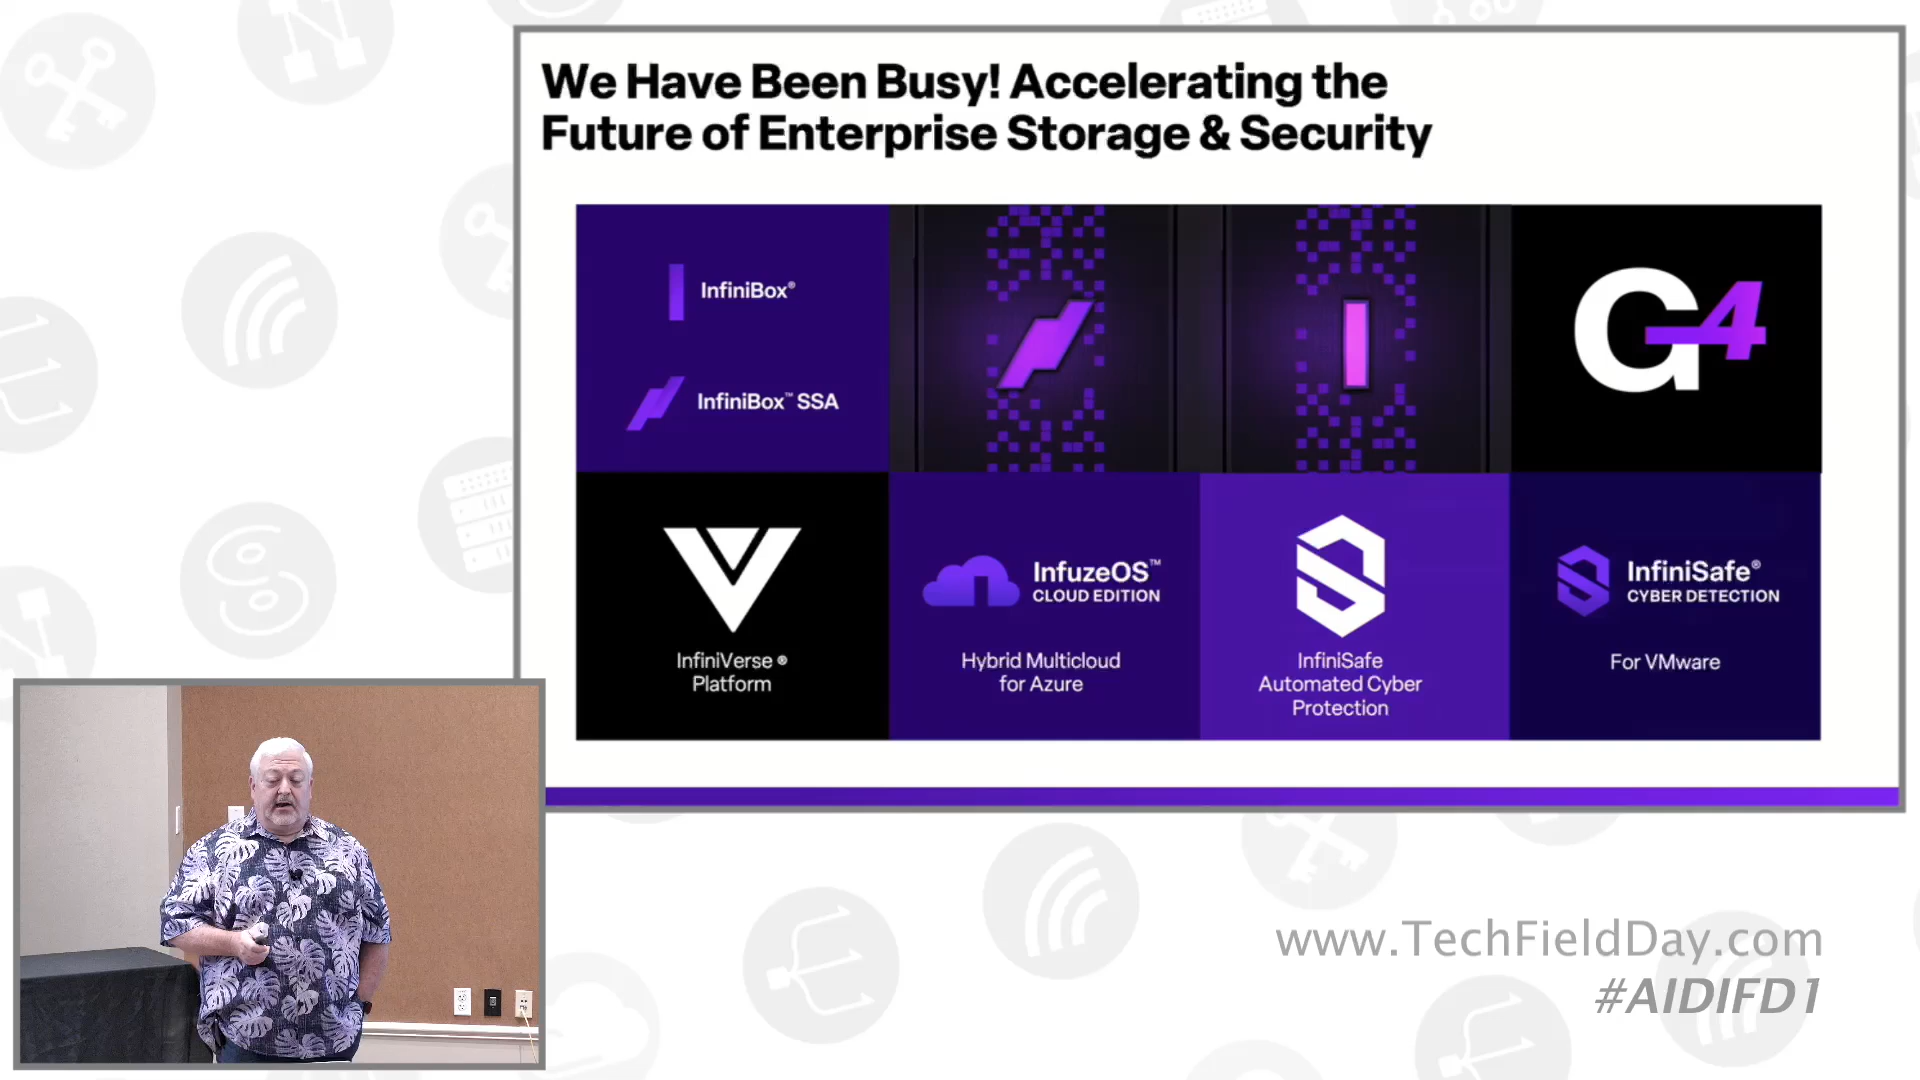 We Have Been Busy! Accelerating the
Future of Enterprise Storage & Security
InfiniBox®
InfiniBox™ SSA
G4
InfiniVerse ®
Platform
InfuzeOS™
CLOUD EDITION
Hybrid Multicloud
for Azure
InfiniSafe
Automated Cyber
Protection
InfiniSafe®
CYBER DETECTION
For VMware
www.TechFieldDay.com
#AIDIFD1